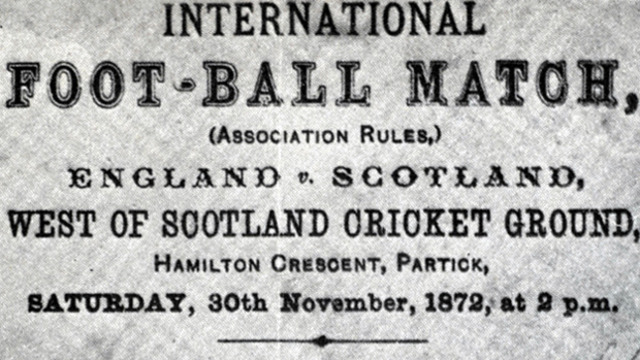 INTERNATIONAL
FOOT-BALL MATCH,
(ASSOCIATION RULES,)
ENGLAND v. SCOTLAND,
WEST OF SCOTLAND CRICKET GROUND,
HAMILTON CRESCENT, PARTICK,
SATURDAY, 30th November, 1872, at 2 p.m.